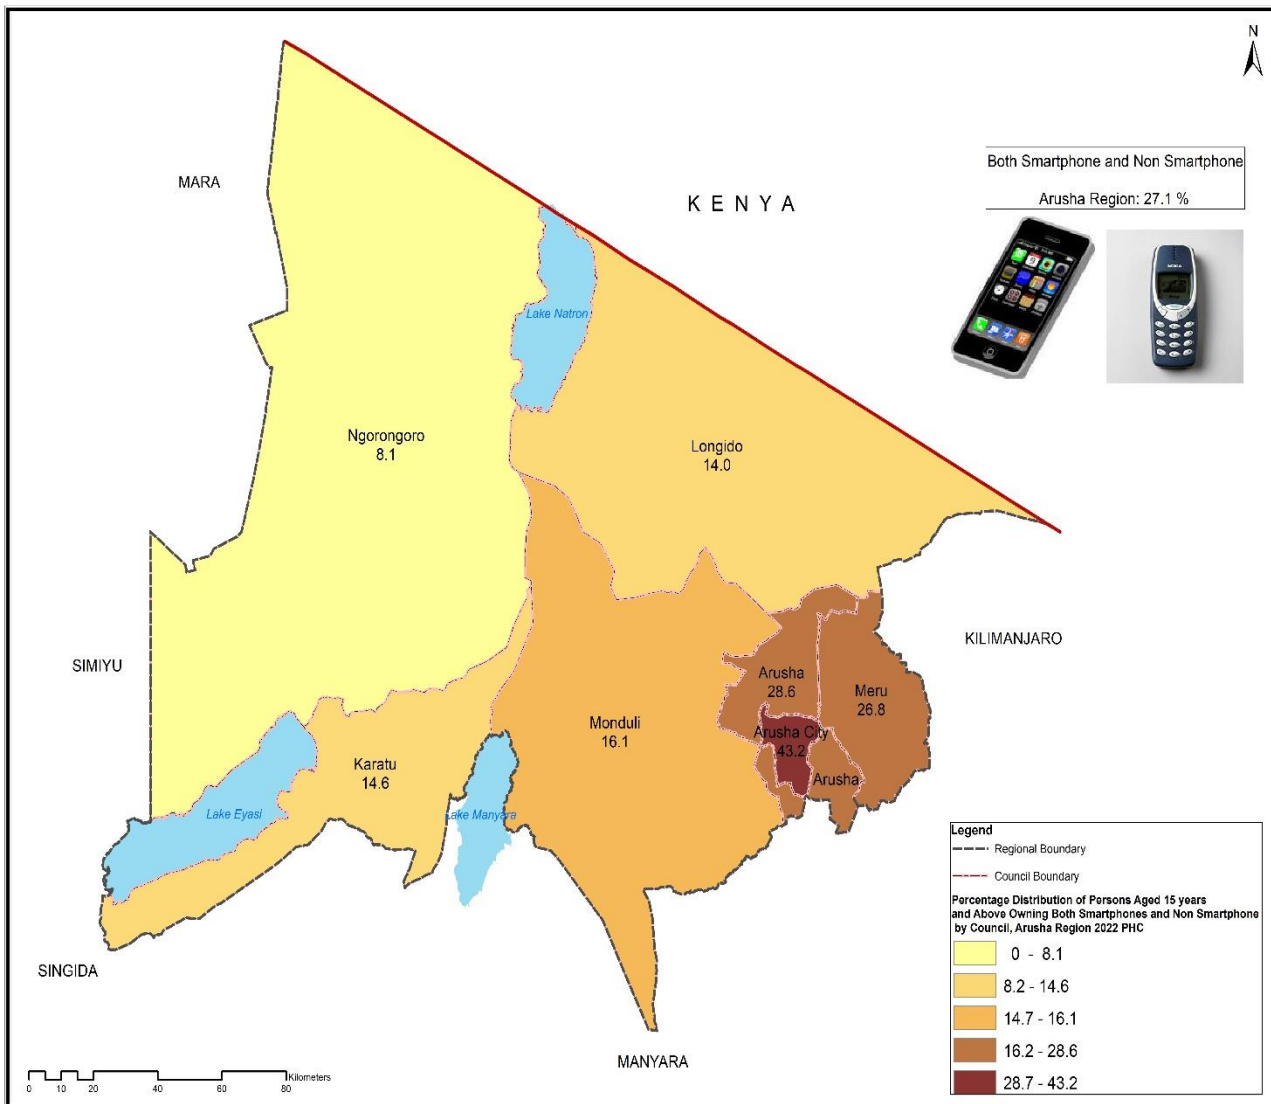 N
MARA
KENYA
Both Smartphone and Non Smartphone
Arusha Region: 27.1 %
Lake Natron
Ngorongoro
8.1
Longido
14.0
KILIMANJARO
SIMIYU
Arusha
28.6
Meru
26.8
Monduli
16.1
Arusha City
43.2
Karatu
14.6
Arusha
Lake Eyasi
Lake Manyara
SINGIDA
MANYARA
Legend
Regional Boundary
Council Boundary
Percentage Distribution of Persons Aged 15 years
and Above Owning Both Smartphones and Non Smartphone
by Council, Arusha Region 2022 PHC
0 - 8.1
8.2 - 14.6
14.7 - 16.1
16.2 - 28.6
28.7 - 43.2
Kilometers
0 10 20 40 60 80